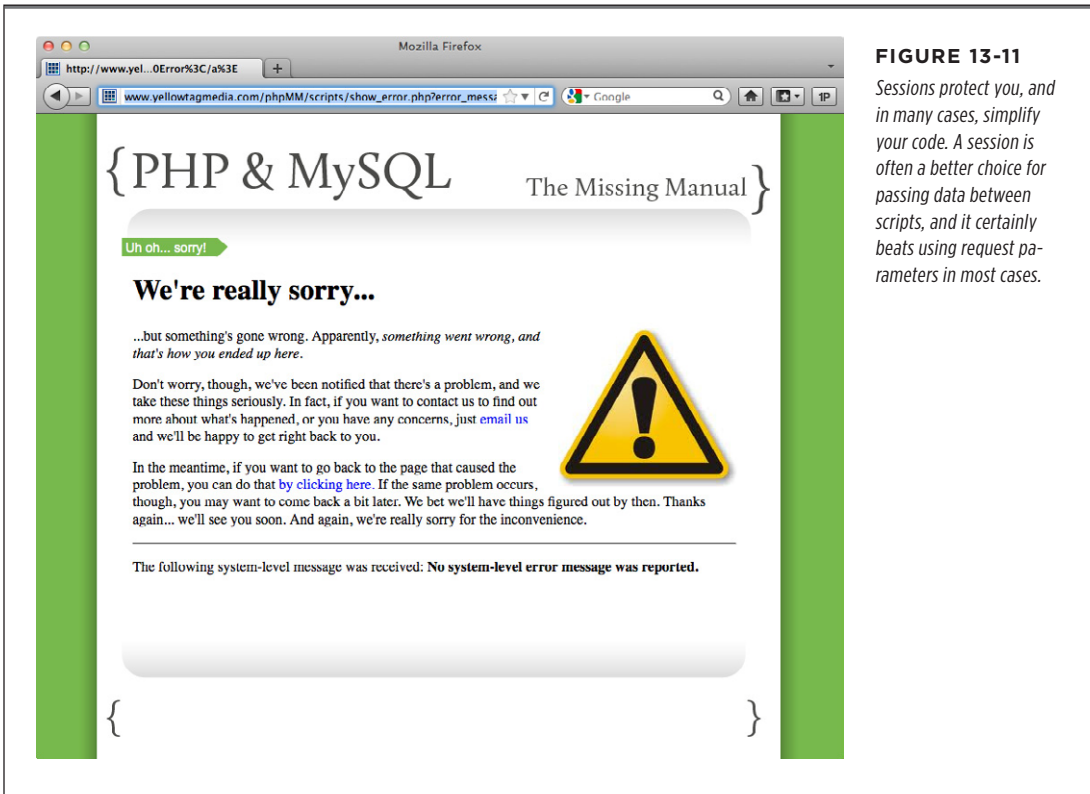 Mozilla Firefox
http://www.yel...0Error%3C/a%3E
+
www.yellowtagmedia.com/phpMM/scripts/show_error.php?error_messa
Google
1P
{PHP & MySQL
The Missing Manual}
Uh oh... sorry!
We're really sorry...
...but something's gone wrong. Apparently, something went wrong, and
that's how you ended up here.
Don't worry, though, we've been notified that there's a problem, and we
take these things seriously. In fact, if you want to contact us to find out
more about what's happened, or you have any concerns, just email us
and we'll be happy to get right back to you.
In the meantime, if you want to go back to the page that caused the
problem, you can do that by clicking here. If the same problem occurs,
though, you may want to come back a bit later. We bet we'll have things figured out by then. Thanks
again... we'll see you soon. And again, we're really sorry for the inconvenience.
The following system-level message was received: No system-level error message was reported.
{ }
FIGURE 13-11
Sessions protect you, and
in many cases, simplify
your code. A session is
often a better choice for
passing data between
scripts, and it certainly
beats using request pa-
rameters in most cases.